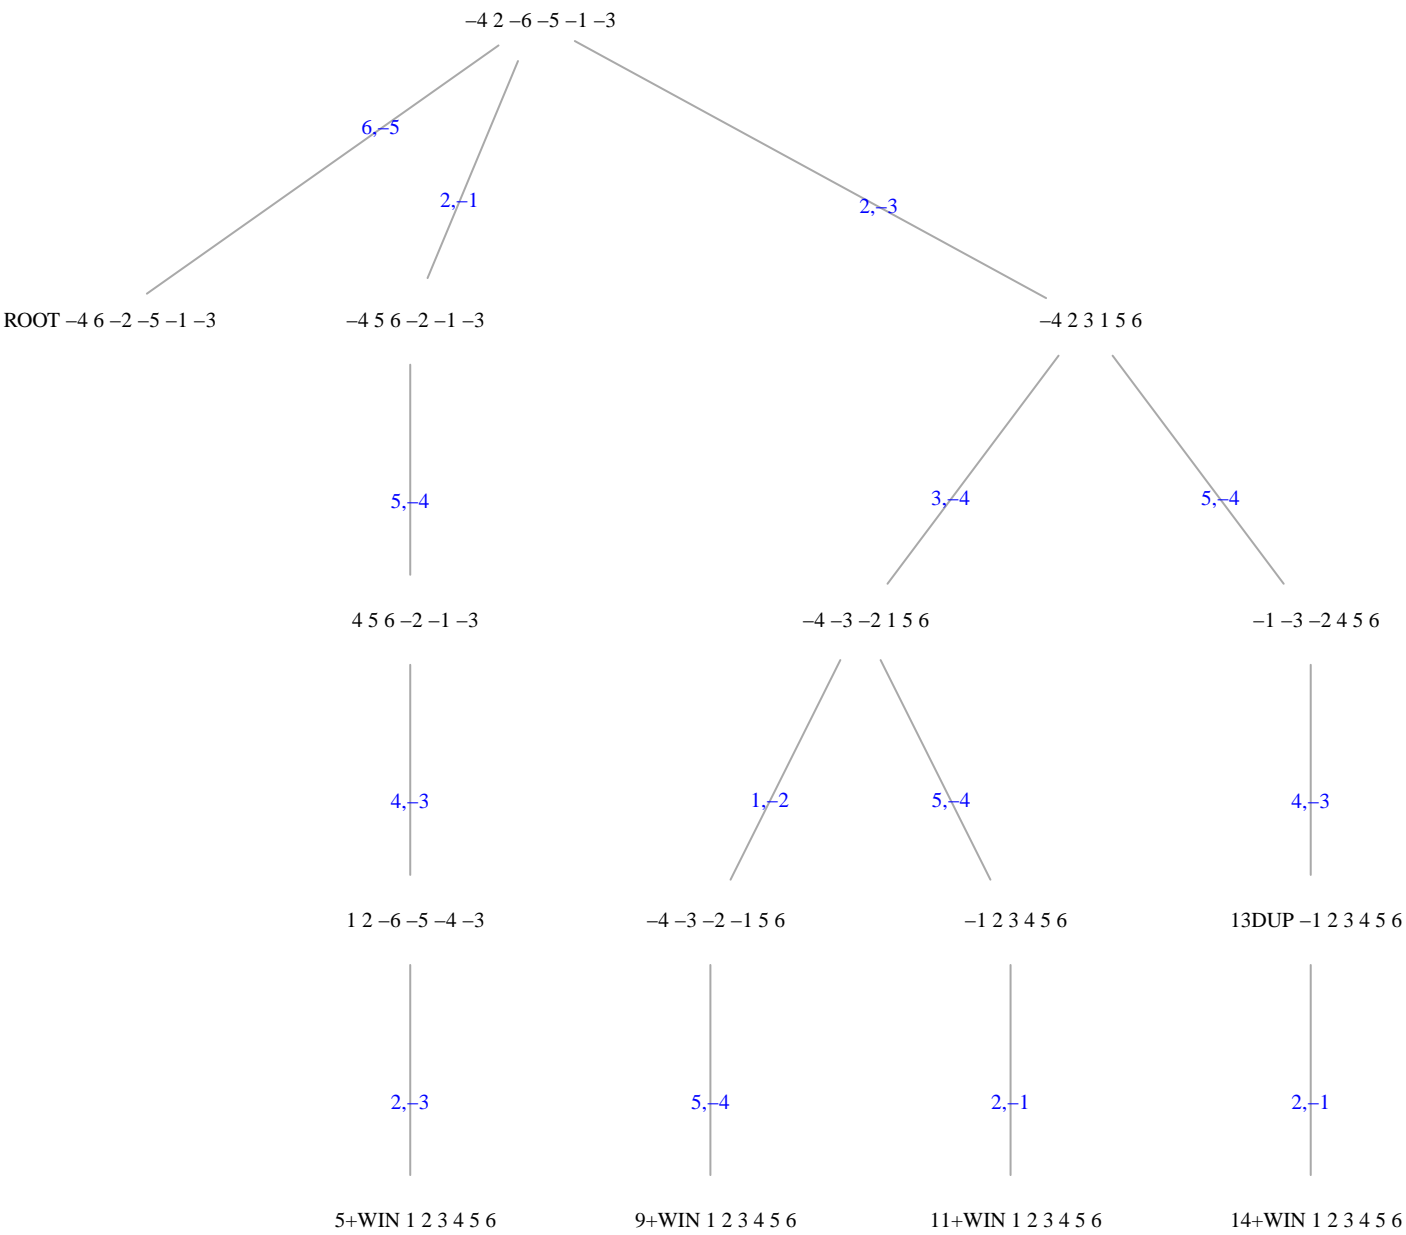 –4 2 –6 –5 –1 –3
6,–5
2,–1
2,–3
ROOT –4 6 –2 –5 –1 –3
–4 5 6 –2 –1 –3
–4 2 3 1 5 6
5,–4
3,–4
5,–4
4 5 6 –2 –1 –3
–4 –3 –2 1 5 6
–1 –3 –2 4 5 6
4,–3
1,–2
5,–4
4,–3
1 2 –6 –5 –4 –3
–4 –3 –2 –1 5 6
–1 2 3 4 5 6
13DUP –1 2 3 4 5 6
2,–3
5,–4
2,–1
2,–1
5+WIN 1 2 3 4 5 6
9+WIN 1 2 3 4 5 6
11+WIN 1 2 3 4 5 6
14+WIN 1 2 3 4 5 6